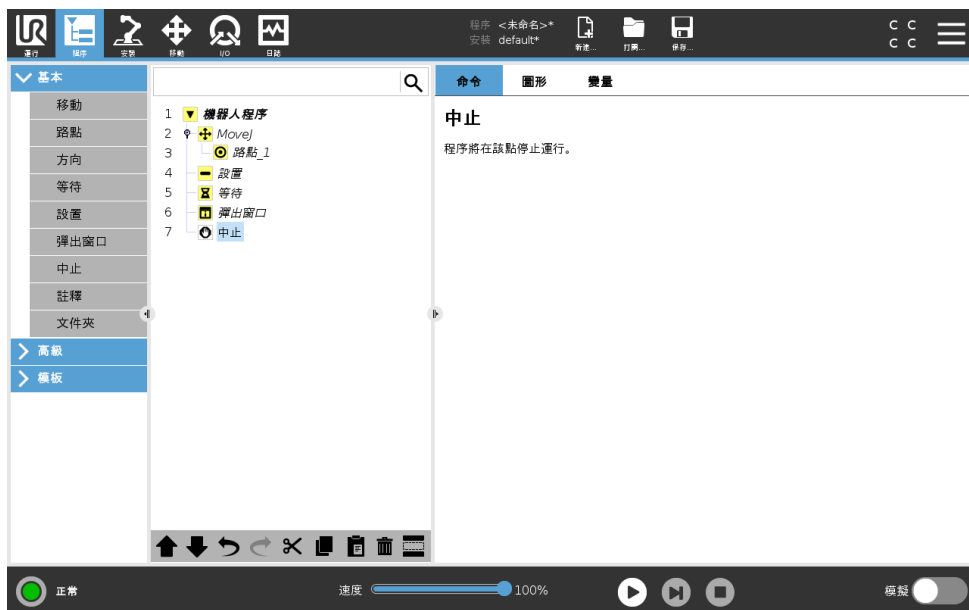 程序 <未命名>*
安裝 default*
運行 程序 安裝 移動 I/O 日誌 新建... 打開... 保存...
C C
C C
基本
移動
路點
方向
等待
設置
彈出窗口
中止
註釋
文件夾
高級
模板
1 機器人程序
2 MoveJ
3 路點_1
4 設置
5 等待
6 彈出窗口
7 中止
命令 圖形 變量
中止
程序將在該點停止運行。
正常 速度 100% 模擬